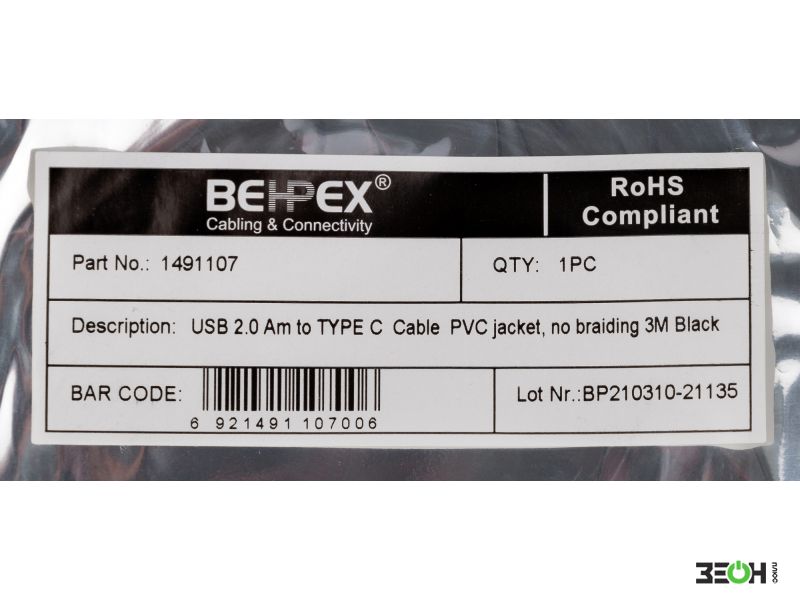 BEHPEX®
Cabling & Connectivity
RoHS
Compliant
Part No.: 1491107
QTY: 1PC
Description: USB 2.0 Am to TYPE C Cable PVC jacket, no braiding 3M Black
BAR CODE:
6 921491 107006
Lot Nr.:BP210310-21135
ЗЕОН
плюс